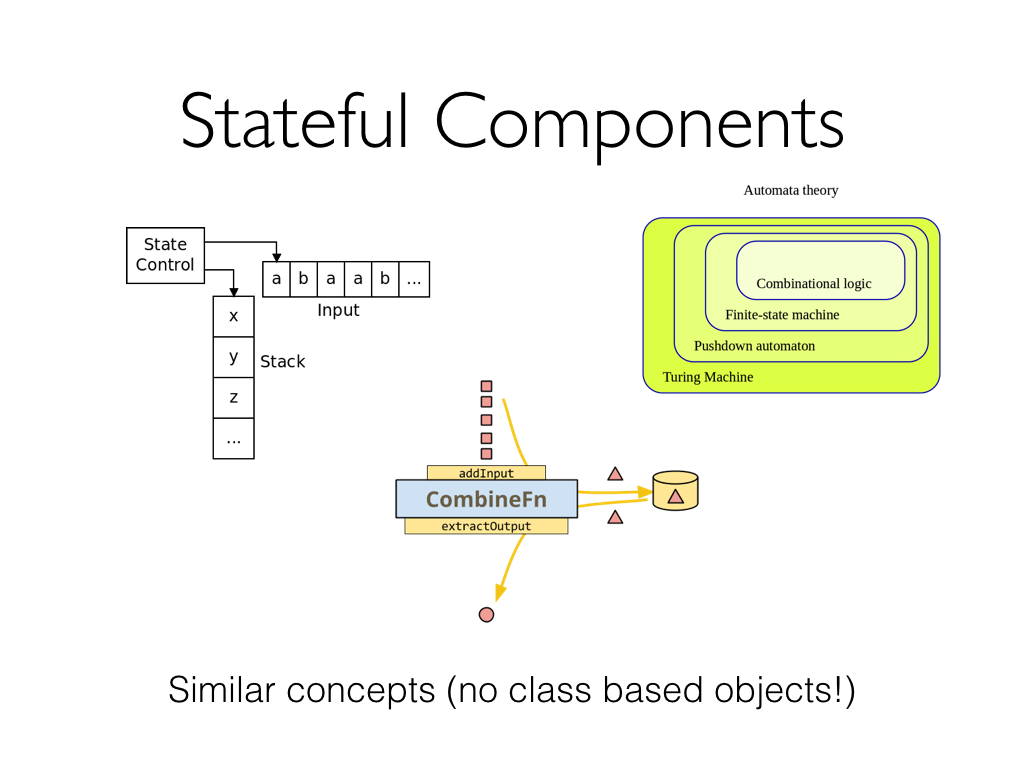 Stateful Components
State
Control
a b a a b ...
Input
x
y
z
...
Stack
Automata theory
Combinational logic
Finite-state machine
Pushdown automaton
Turing Machine
addInput
CombineFn
extractOutput
Similar concepts (no class based objects!)